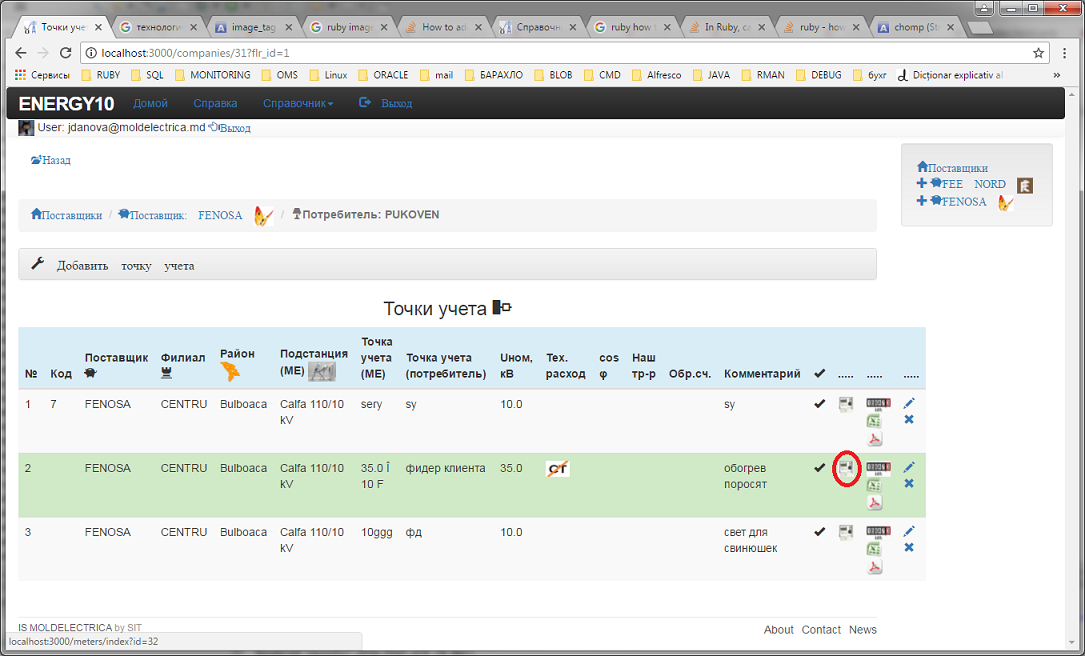 Точки уче
технологи
image_tag
ruby imag
How to ad
Справочн
ruby how t
In Ruby, c
ruby - how
chomp (St
localhost:3000/companies/31?flr_id=1
Сервисы RUBY SQL MONITORING OMS Linux ORACLE mail БАРАХЛО BLOB CMD Alfresco JAVA RMAN DEBUG бухг Dicționar explicativ al »
ENERGY10 Домой Справка Справочник Выход
User: jdanova@moldelectrica.md Выход
Назад
Поставщики
FEE NORD
FENOSA
Поставщики / Поставщик: FENOSA / Потребитель: PUKOVEN
Добавить точку учета
Точки учета
№ Код Поставщик Филиал Район Подстанция (МЕ) Точка учета (МЕ) Точка учета (потребитель) Uном, кВ Тех. расход cos φ Наш тр-р Обр.сч. Комментарий ..... ..... .....
1 7 FENOSA CENTRU Bulboaca Calfa 110/10 kV sery sy 10.0 sy
2 FENOSA CENTRU Bulboaca Calfa 110/10 kV 35.0 Î 10 F фидер клиента 35.0 СТ обогрев поросят
3 FENOSA CENTRU Bulboaca Calfa 110/10 kV 10ggg фд 10.0 свет для свинюшек
IS MOLDELECTRICA by SIT
About Contact News
localhost:3000/meters/index?id=32